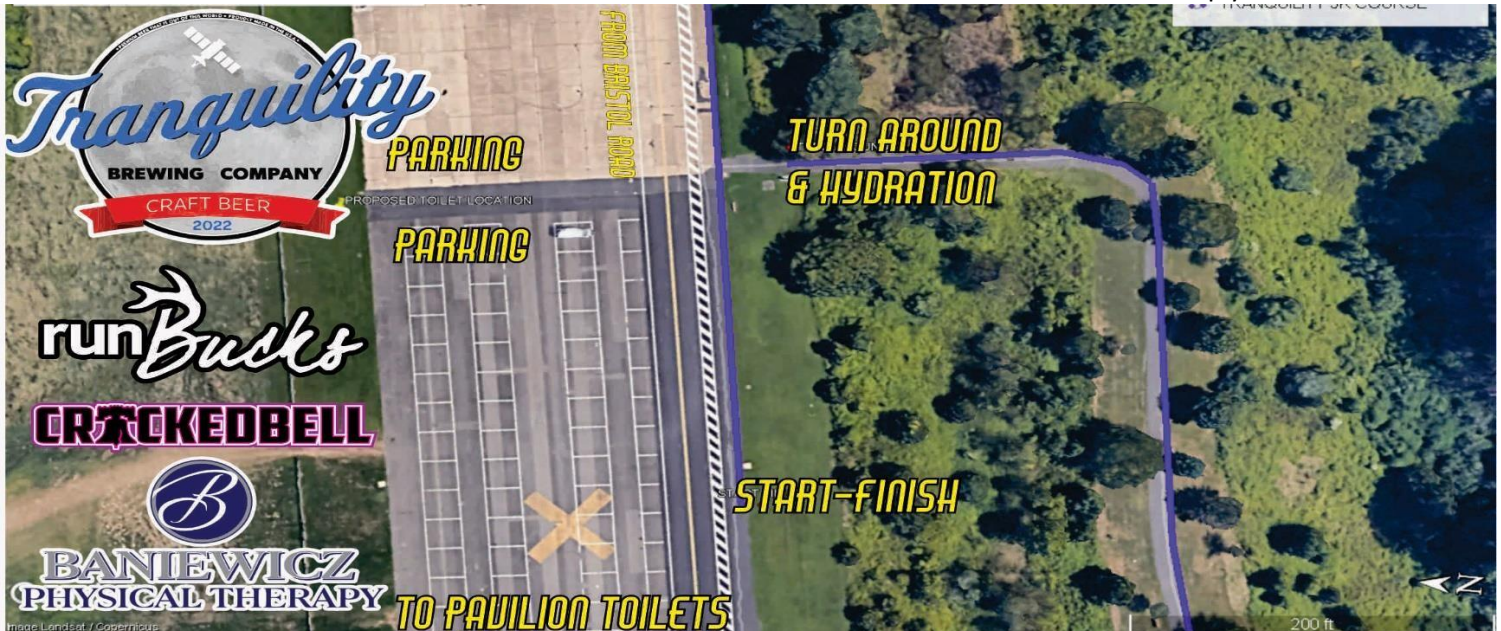 TRANQUILITY 5K COURSE
Tranquility
BREWING COMPANY
CRAFT BEER
2022
runBucks
CRACKEDBELL
B
BANIEWICZ
PHYSICAL THERAPY
FROM BRISTOL ROAD
PARKING
PROPOSED TOILET LOCATION
PARKING
TURN AROUND
& HYDRATION
START-FINISH
TO PAVILION TOILETS
N
200 ft
Image Landsat / Copernicus